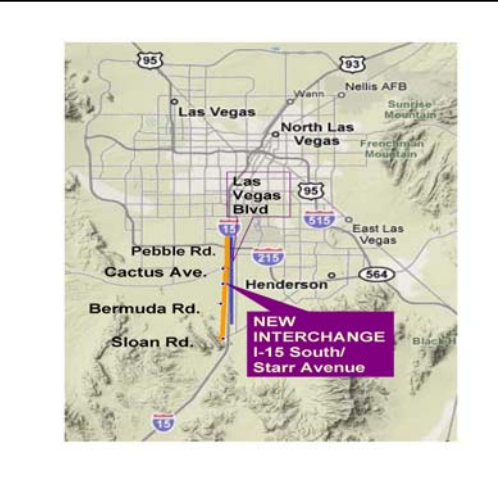 95
93
Nellis AFB
Wann
Las Vegas
Sunrise
Mountain
North Las
Vegas
Frenchman
Mountain
Las
Vegas
Blvd
95
15
515
East Las
Vegas
Pebble Rd.
215
Cactus Ave.
564
Henderson
Bermuda Rd.
NEW
INTERCHANGE
I-15 South/
Starr Avenue
Sloan Rd.
Black
15